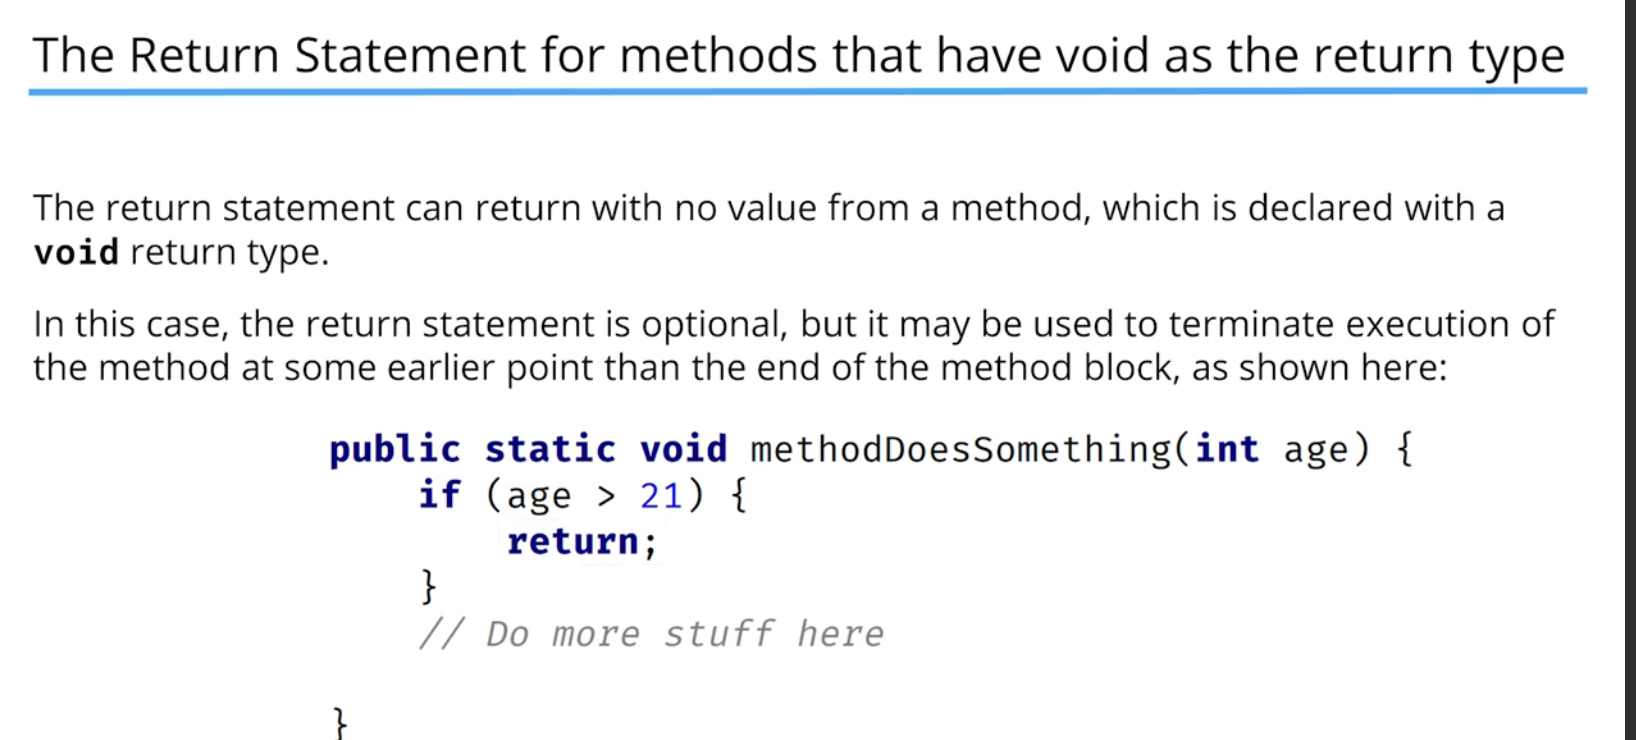 The Return Statement for methods that have void as the return type
The return statement can return with no value from a method, which is declared with a
void return type.
In this case, the return statement is optional, but it may be used to terminate execution of
the method at some earlier point than the end of the method block, as shown here:
public static void methodDoesSomething(int age) {
if (age > 21) {
return;
}
// Do more stuff here
}